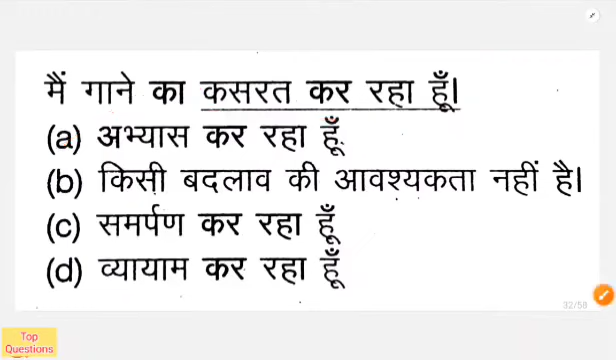 मैं गाने का कसरत कर रहा हूँ।
(a) अभ्यास कर रहा हूँ
(b) किसी बदलाव की आवश्यकता नहीं है।
(c) समर्पण कर रहा हूँ
(d) व्यायाम कर रहा हूँ
32/58
Top
Questions